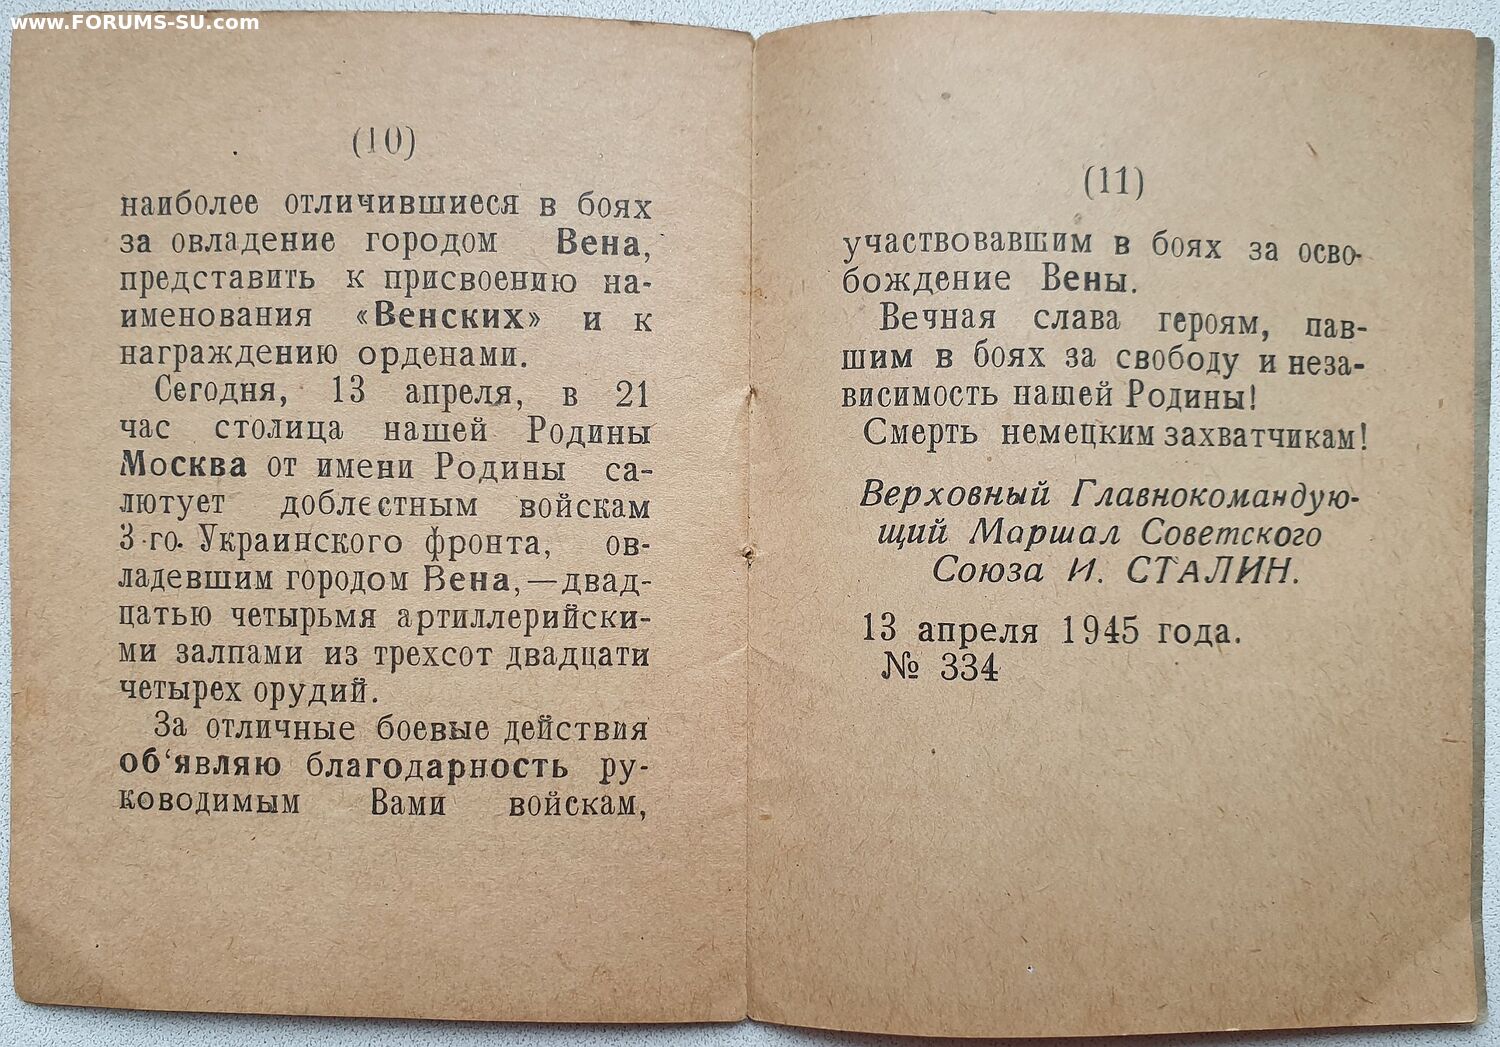 www.FORUMS-SU.com
(10)
наиболее отличившиеся в боях
за овладение городом Вена,
представить к присвоению на-
именования «Венских» и к
награждению орденами.
Сегодня, 13 апреля, в 21
час столица нашей Родины
Москва от имени Родины са-
лютует доблестным войскам
3-го. Украинского фронта, ов-
ладевшим городом Вена,—двад-
цатью четырьмя артиллерийски-
ми залпами из трехсот двадцати
четырех орудий.
За отличные боевые действия
об‘являю благодарность ру-
ководимым Вами войскам,
(11)
участвовавшим в боях за осво-
бождение Вены.
Вечная слава героям, пав-
шим в боях за свободу и неза-
висимость нашей Родины!
Смерть немецким захватчикам!
Верховный Главнокомандую-
щий Маршал Советского
Союза И. СТАЛИН.
13 апреля 1945 года.
№ 334